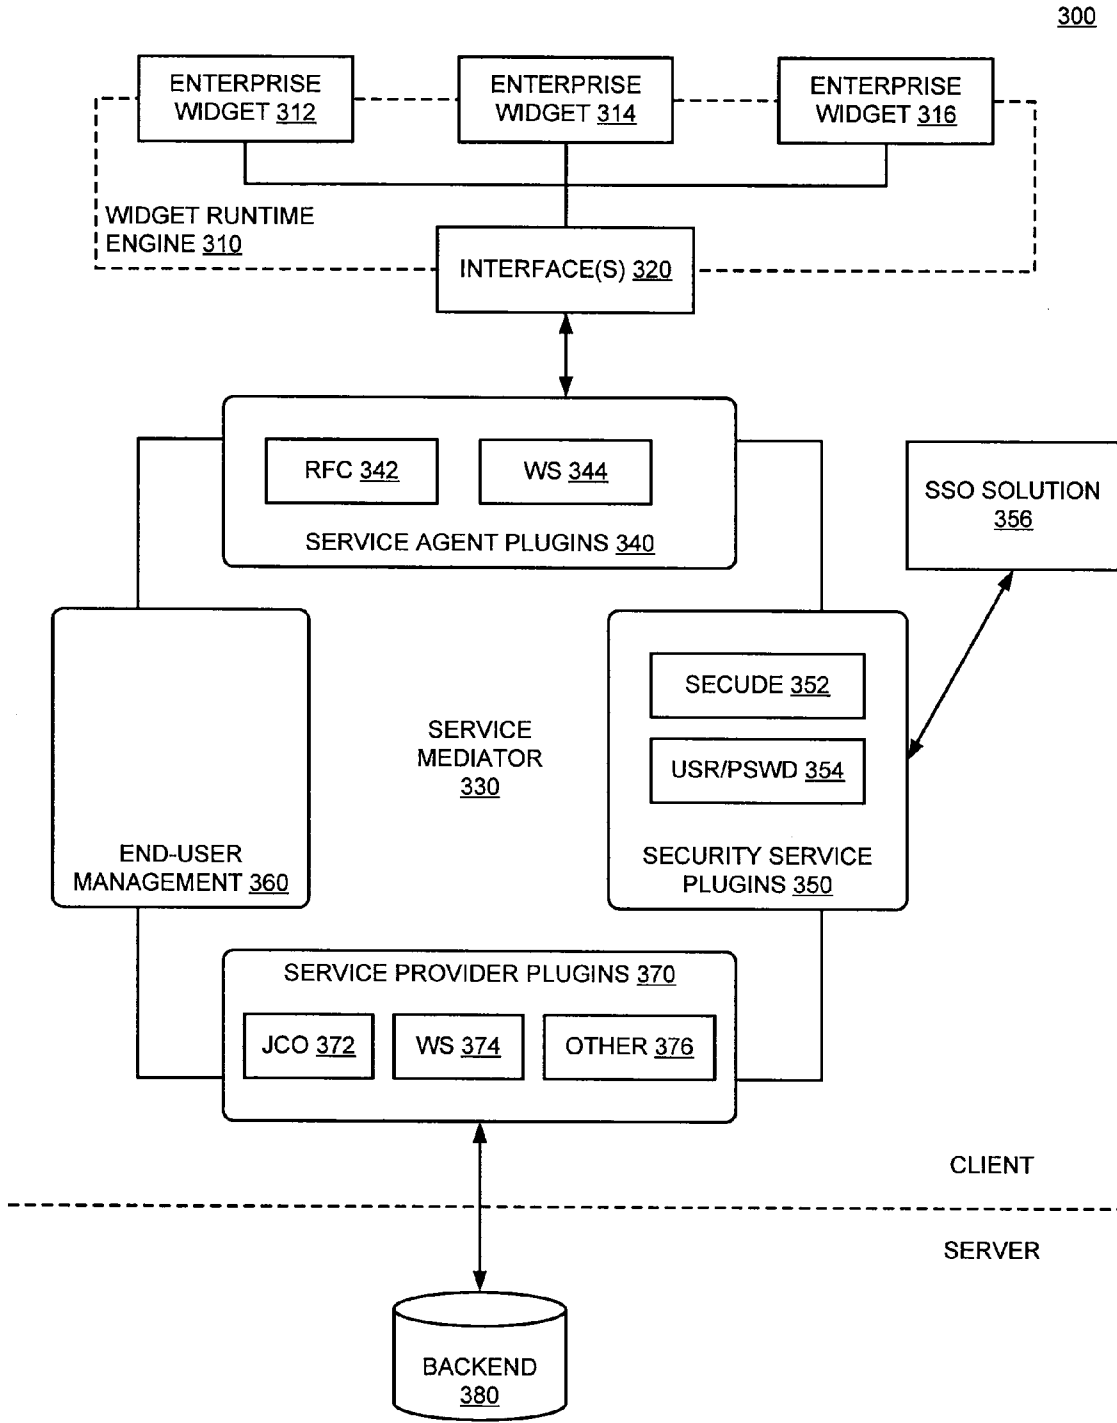 300
ENTERPRISE
WIDGET 312
ENTERPRISE
WIDGET 314
ENTERPRISE
WIDGET 316
WIDGET RUNTIME
ENGINE 310
INTERFACE(S) 320
RFC 342
WS 344
SERVICE AGENT PLUGINS 340
SSO SOLUTION
356
SECUDE 352
USR/PSWD 354
SECURITY SERVICE
PLUGINS 350
SERVICE
MEDIATOR
330
END-USER
MANAGEMENT 360
SERVICE PROVIDER PLUGINS 370
JCO 372
WS 374
OTHER 376
CLIENT
SERVER
BACKEND
380